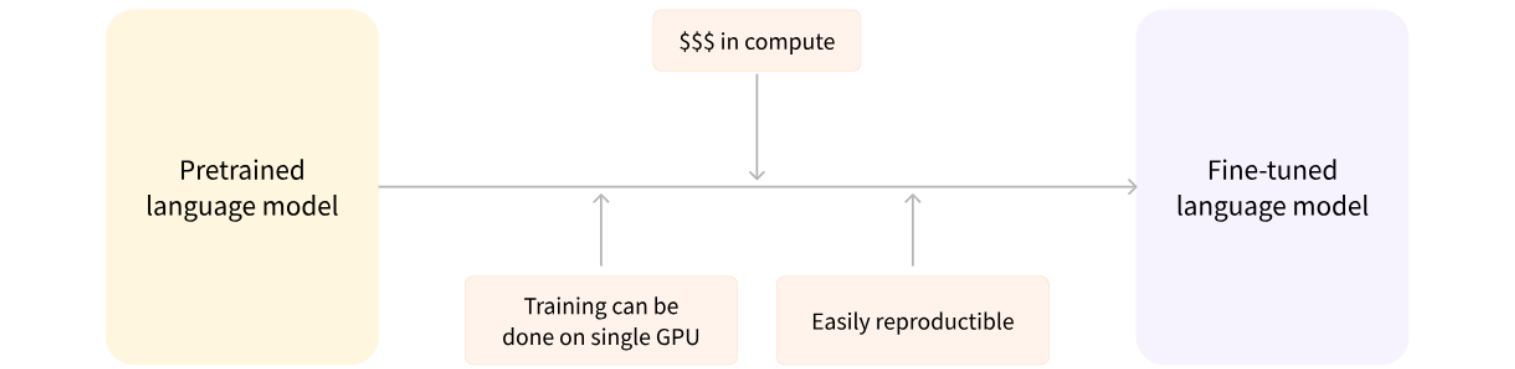 $$$ in compute
Pretrained
language model
Fine-tuned
language model
Training can be
done on single GPU
Easily reproductible